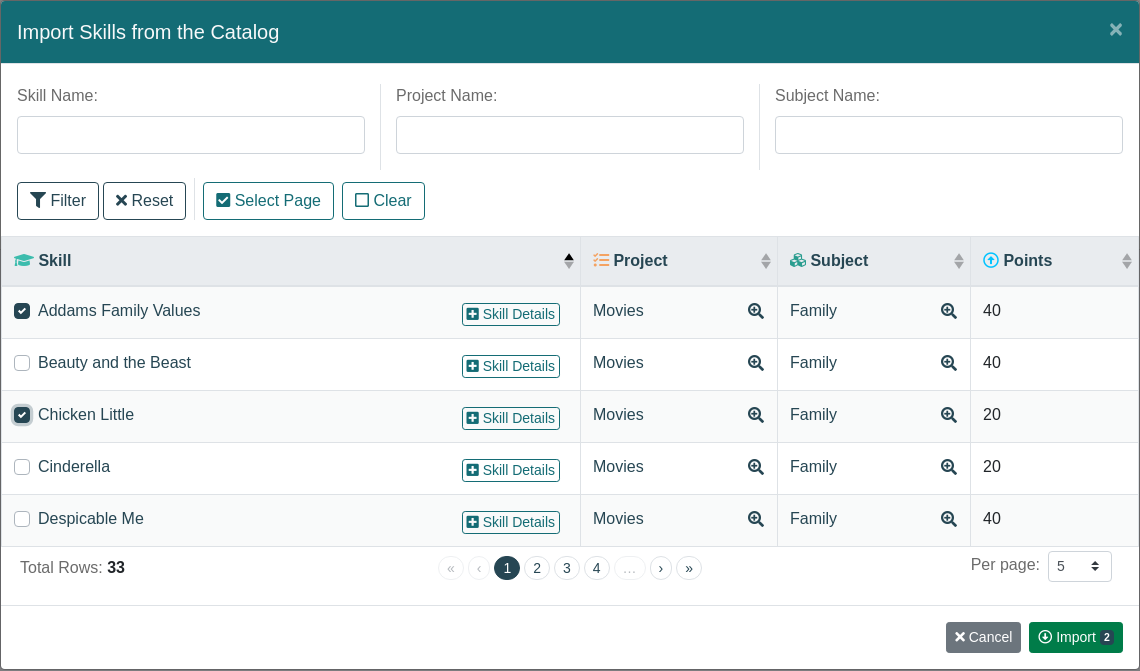 Import Skills from the Catalog ×
Skill Name: Project Name: Subject Name:
Filter Reset Select Page Clear
Skill Project Subject Points
Addams Family Values Skill Details Movies Family 40
Beauty and the Beast Skill Details Movies Family 40
Chicken Little Skill Details Movies Family 20
Cinderella Skill Details Movies Family 20
Despicable Me Skill Details Movies Family 40
Total Rows: 33 « ‹ 1 2 3 4 … › » Per page: 5
Cancel Import 2